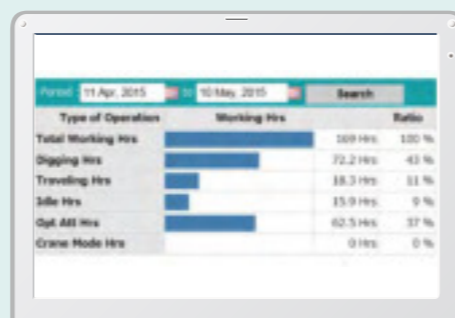 Period 11 Apr, 2015 to 10 May, 2015 Search
Type of Operation Working Hrs Ratio
Total Working Hrs 169 Hrs 100 %
Digging Hrs 72.2 Hrs 43 %
Traveling Hrs 18.3 Hrs 11 %
Idle Hrs 15.9 Hrs 9 %
Opt Att Hrs 62.5 Hrs 37 %
Crane Mode Hrs 0 Hrs 0 %